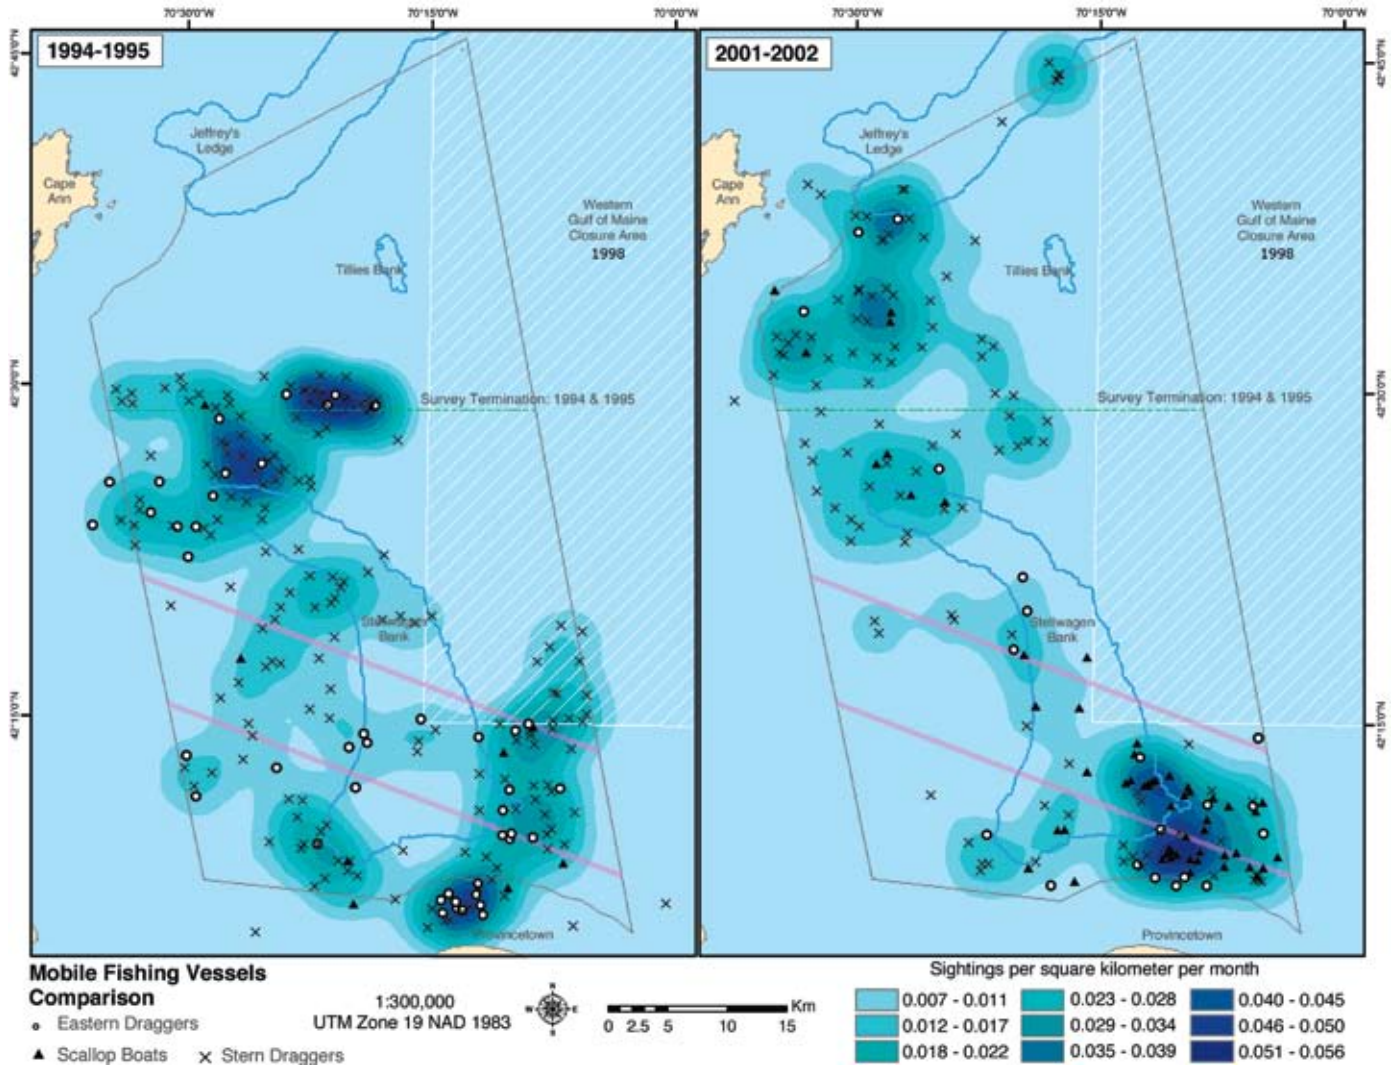 70°30'0"W 70°15'0"W 70°0'0"W 70°30'0"W 70°15'0"W 70°0'0"W
1994-1995
2001-2002
42°45'0"N
42°45'0"N
Jeffrey's
Ledge
Jeffrey's
Ledge
Cape
Ann
Cape
Ann
Western
Gulf of Maine
Closure Area
1998
Western
Gulf of Maine
Closure Area
1998
Tillies Bank
Tillies Bank
42°30'0"N
Survey Termination: 1994 & 1995
Survey Termination: 1994 & 1995
Stellwagen
Bank
Stellwagen
Bank
42°15'0"N
Provincetown
Provincetown
Mobile Fishing Vessels
Comparison
Eastern Draggers
Scallop Boats
Stern Draggers
1:300,000
UTM Zone 19 NAD 1983
N
W E
S
Km
0 2.5 5 10 15
Sightings per square kilometer per month
0.007 - 0.011 0.023 - 0.028 0.040 - 0.045
0.012 - 0.017 0.029 - 0.034 0.046 - 0.050
0.018 - 0.022 0.035 - 0.039 0.051 - 0.056